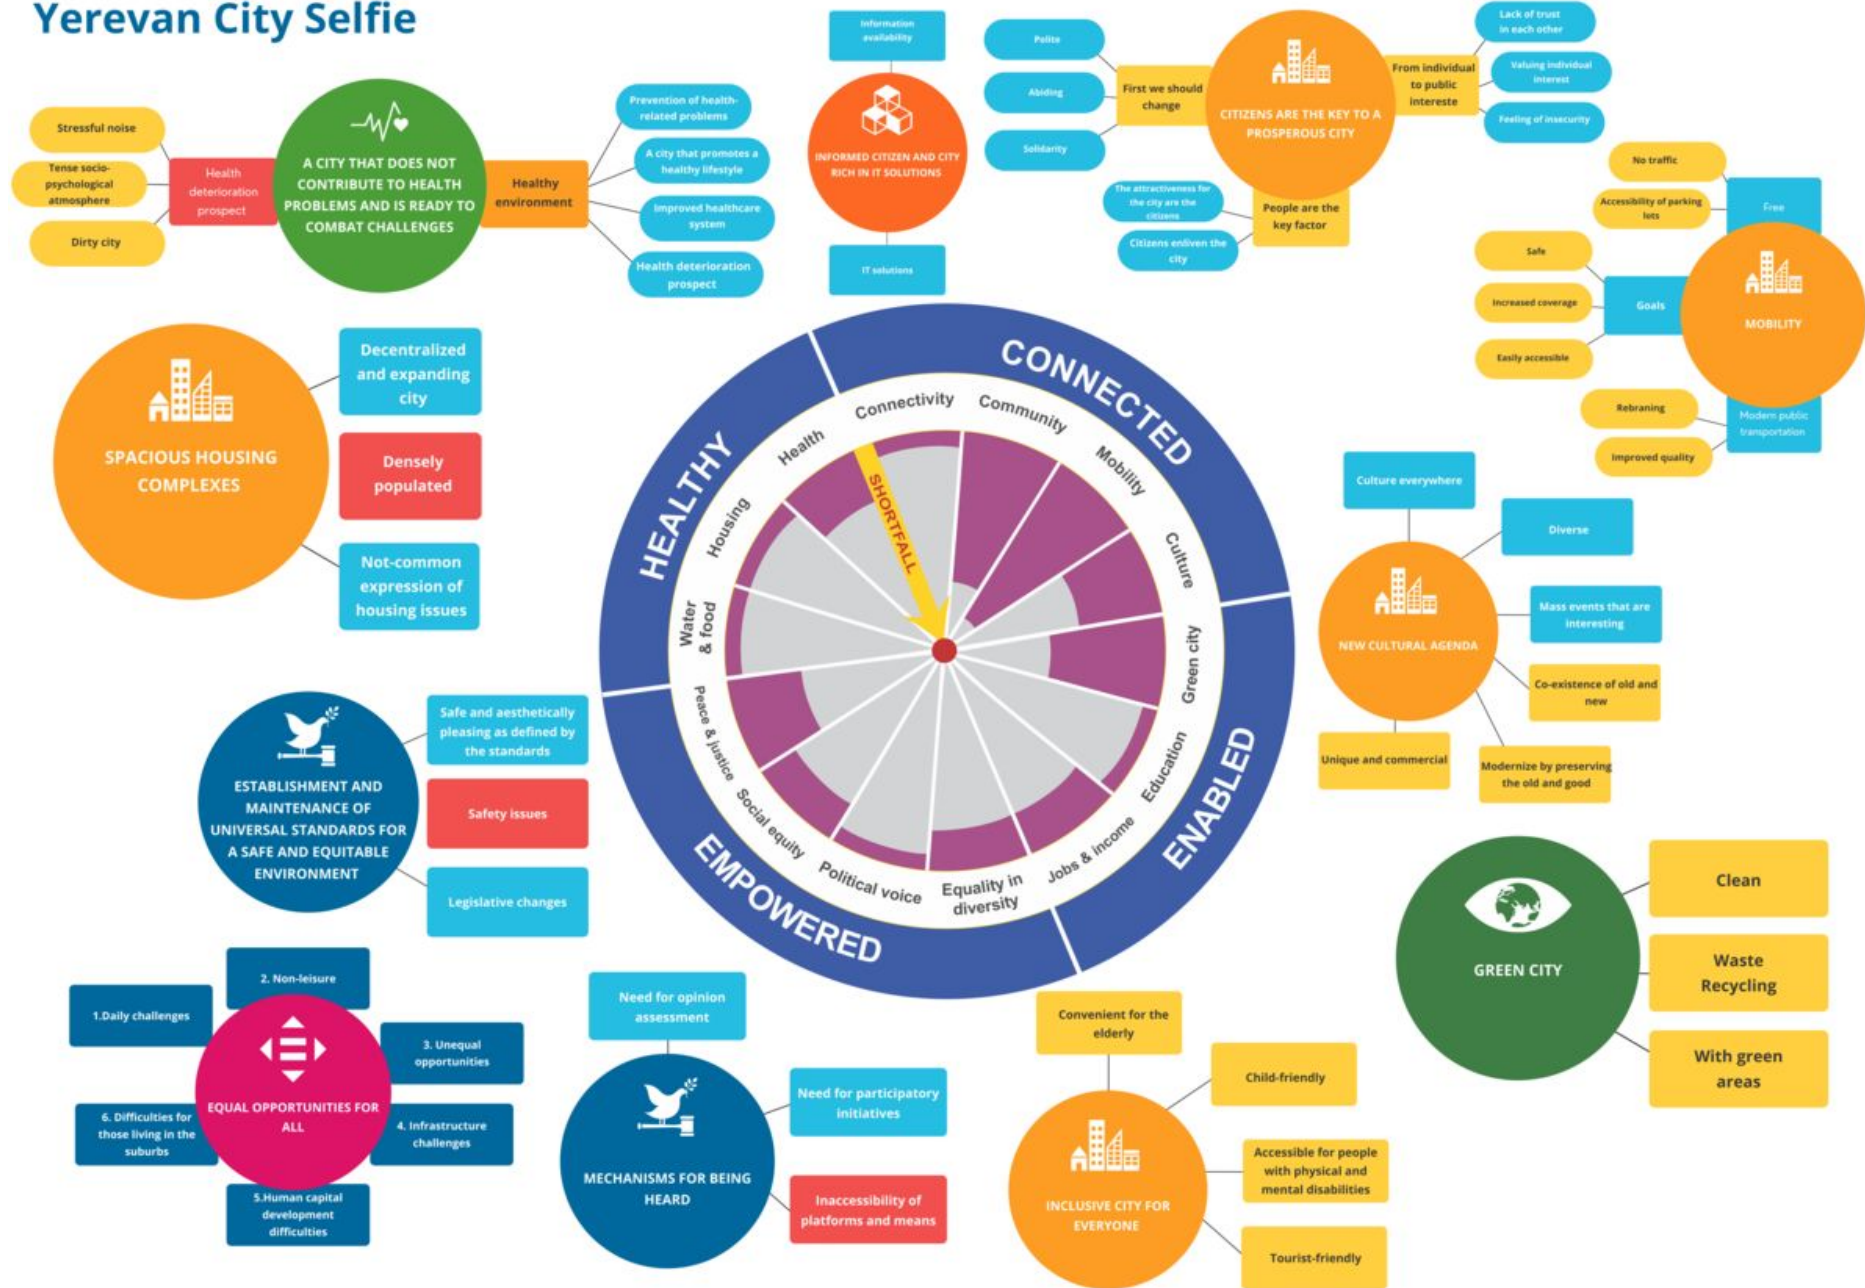 Yerevan City Selfie
Stressful noise
Tense socio-
psychological
atmosphere
Dirty city
Health
deterioration
prospect
A CITY THAT DOES NOT
CONTRIBUTE TO HEALTH
PROBLEMS AND IS READY TO
COMBAT CHALLENGES
Healthy
environment
Prevention of health-
related problems
A city that promotes a
healthy lifestyle
Improved healthcare
system
Health deterioration
prospect
Information
availability
INFORMED CITIZEN AND CITY
RICH IN IT SOLUTIONS
IT solutions
Polite
Abiding
Solidarity
First we should
change
CITIZENS ARE THE KEY TO A
PROSPEROUS CITY
From individual
to public
intereste
Lack of trust
in each other
Valuing individual
interest
Feeling of insecurity
The attractiveness for
the city are the
citizens
Citizens enliven the
city
People are the
key factor
No traffic
Accessibility of parking
lots
Free
Safe
Increased coverage
Easily accessible
Goals
MOBILITY
Rebraning
Improved quality
Modern public
transportation
SPACIOUS HOUSING
COMPLEXES
Decentralized
and expanding
city
Densely
populated
Not-common
expression of
housing issues
HEALTHY
CONNECTED
ENABLED
EMPOWERED
Connectivity
Community
Mobility
Culture
Green city
Education
Jobs & income
Equality in
diversity
Political voice
Social equity
Peace & justice
Water
& food
Housing
Health
SHORTFALL
Culture everywhere
Diverse
Mass events that are
interesting
NEW CULTURAL AGENDA
Co-existence of old and
new
Unique and commercial
Modernize by preserving
the old and good
ESTABLISHMENT AND
MAINTENANCE OF
UNIVERSAL STANDARDS FOR
A SAFE AND EQUITABLE
ENVIRONMENT
Safe and aesthetically
pleasing as defined by
the standards
Safety issues
Legislative changes
GREEN CITY
Clean
Waste
Recycling
With green
areas
1.Daily challenges
2. Non-leisure
3. Unequal
opportunities
EQUAL OPPORTUNITIES FOR
ALL
4. Infrastructure
challenges
5.Human capital
development
difficulties
6. Difficulties for
those living in the
suburbs
Need for opinion
assessment
Need for participatory
initiatives
MECHANISMS FOR BEING
HEARD
Inaccessibility of
platforms and means
Convenient for the
elderly
Child-friendly
Accessible for people
with physical and
mental disabilities
INCLUSIVE CITY FOR
EVERYONE
Tourist-friendly